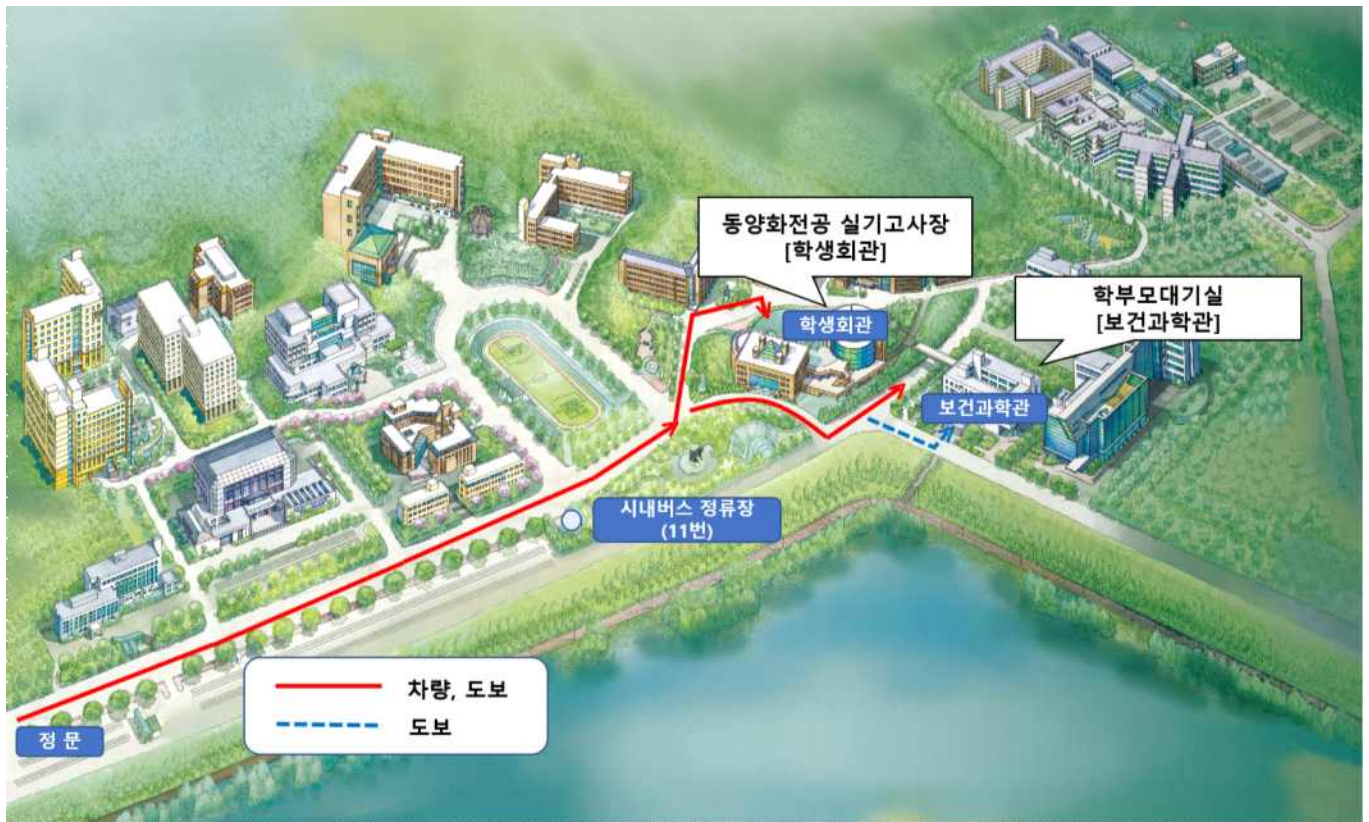 동양화전공 실기고사장
[학생회관]
학생회관
학부모대기실
[보건과학관]
보건과학관
시내버스 정류장
(11번)
차량, 도보
도보
정 문